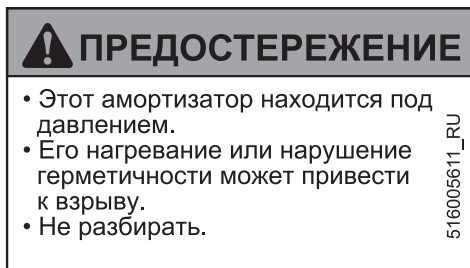 ПРЕДОСТЕРЕЖЕНИЕ
• Этот амортизатор находится под
давлением.
• Его нагревание или нарушение
герметичности может привести
к взрыву.
• Не разбирать.
516005611_RU